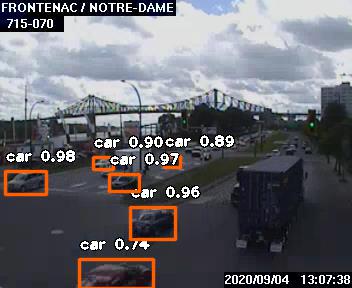 FRONTENAC / NOTRE-DAME
715-070
car 0.90 car 0.89
car 0.98 car 0.97
car 0.96
car 0.74
2020/09/04 13:07:38